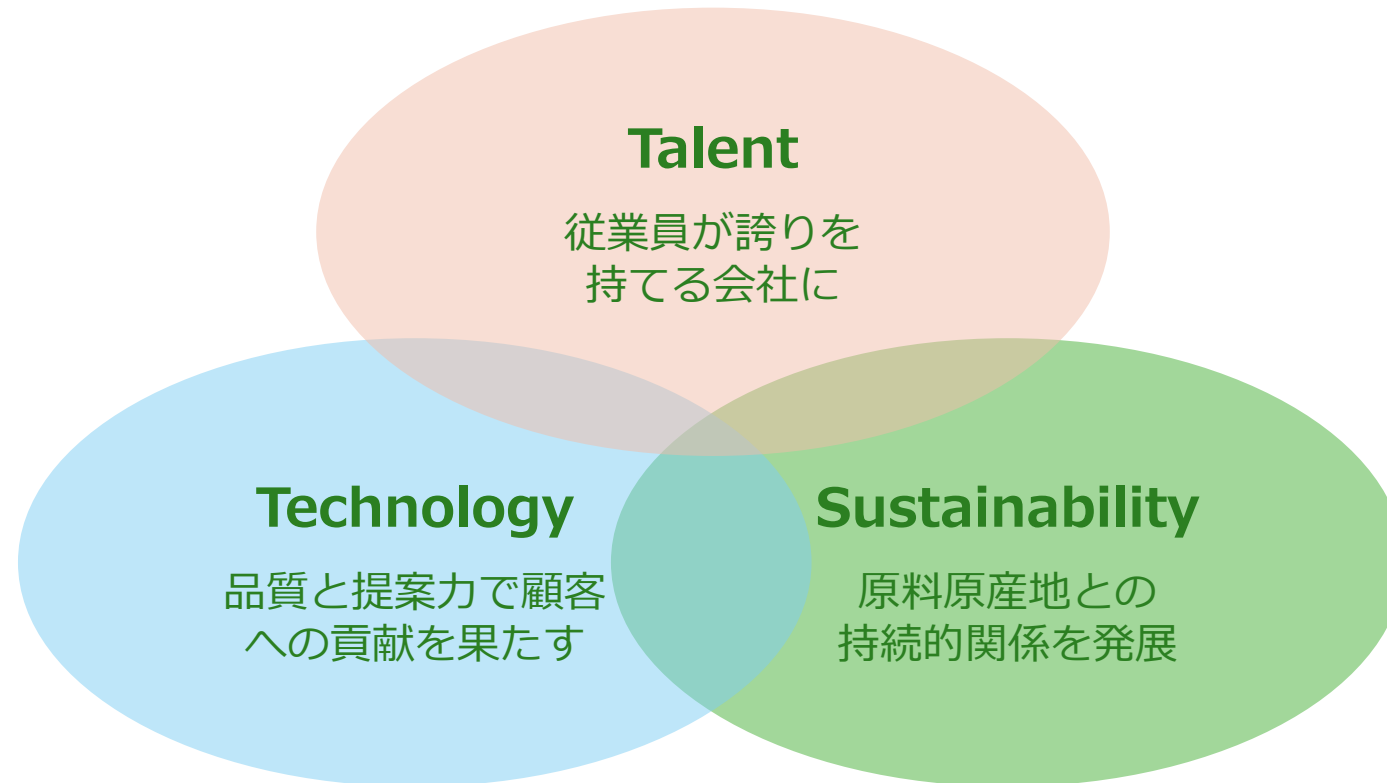 Talent
従業員が誇りを
持てる会社に
Technology
品質と提案力で顧客
への貢献を果たす
Sustainability
原料原産地との
持続的関係を発展